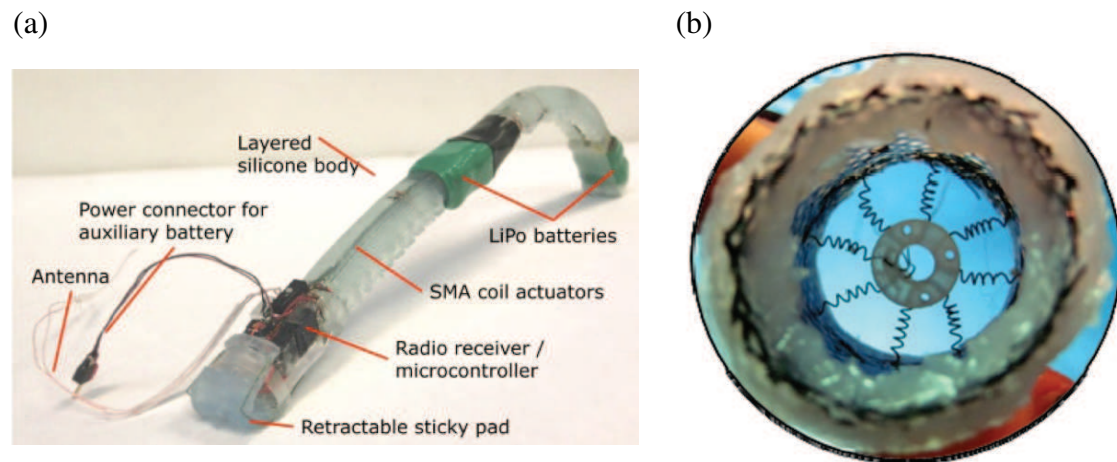 (a)
(b)
Layered
silicone body
Power connector for
auxiliary battery
LiPo batteries
Antenna
SMA coil actuators
Radio receiver /
microcontroller
Retractable sticky pad